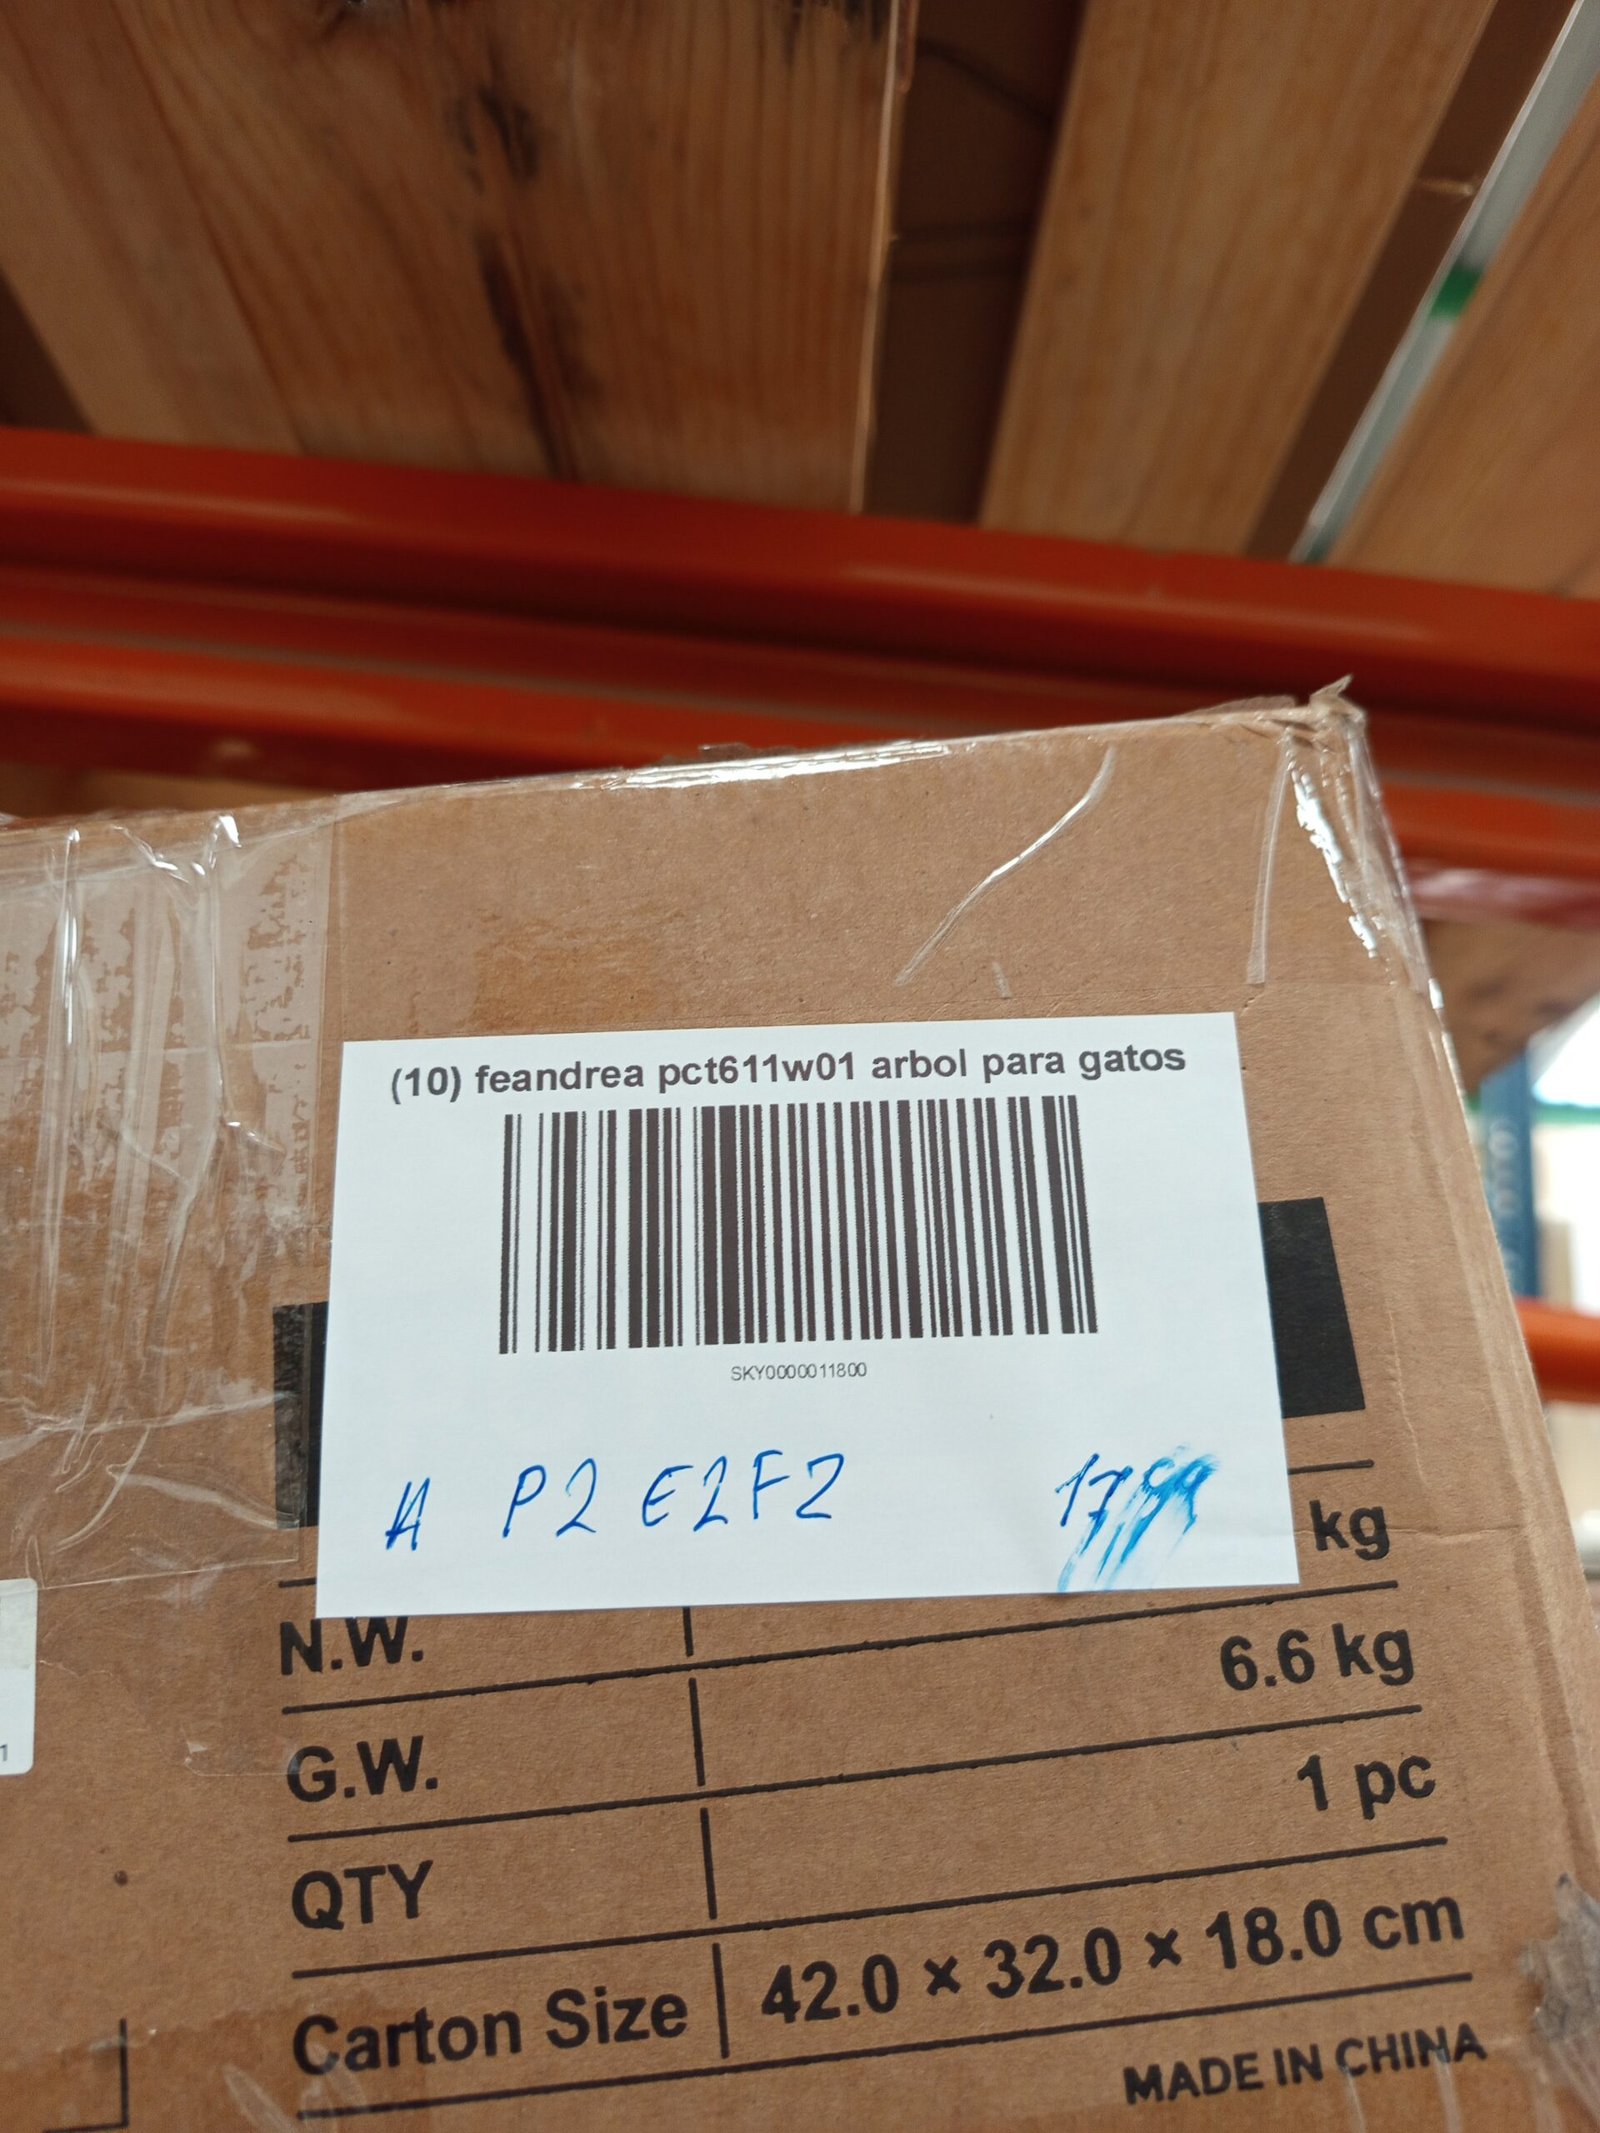 (10) feandrea pct611w01 arbol para gatos
SKY0000011800
A P2 E2F2
kg
N.W. 6.6 kg
G.W. 1 pc
QTY
Carton Size 42.0 × 32.0 × 18.0 cm
MADE IN CHINA
1